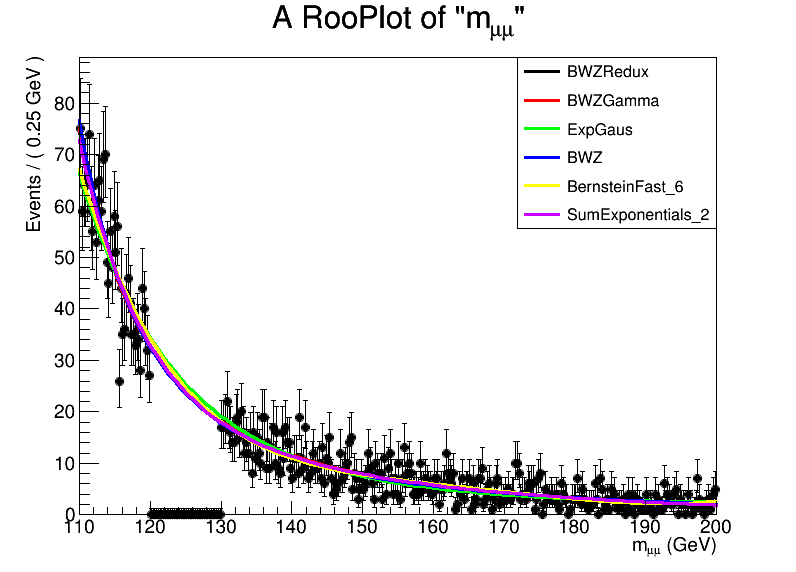 A RooPlot of "mμμ"
Events / ( 0.25 GeV )
80
70
60
50
40
30
20
10
0
110 120 130 140 150 160 170 180 190 200
mμμ (GeV)
BWZRedux
BWZGamma
ExpGaus
BWZ
BernsteinFast_6
SumExponentials_2